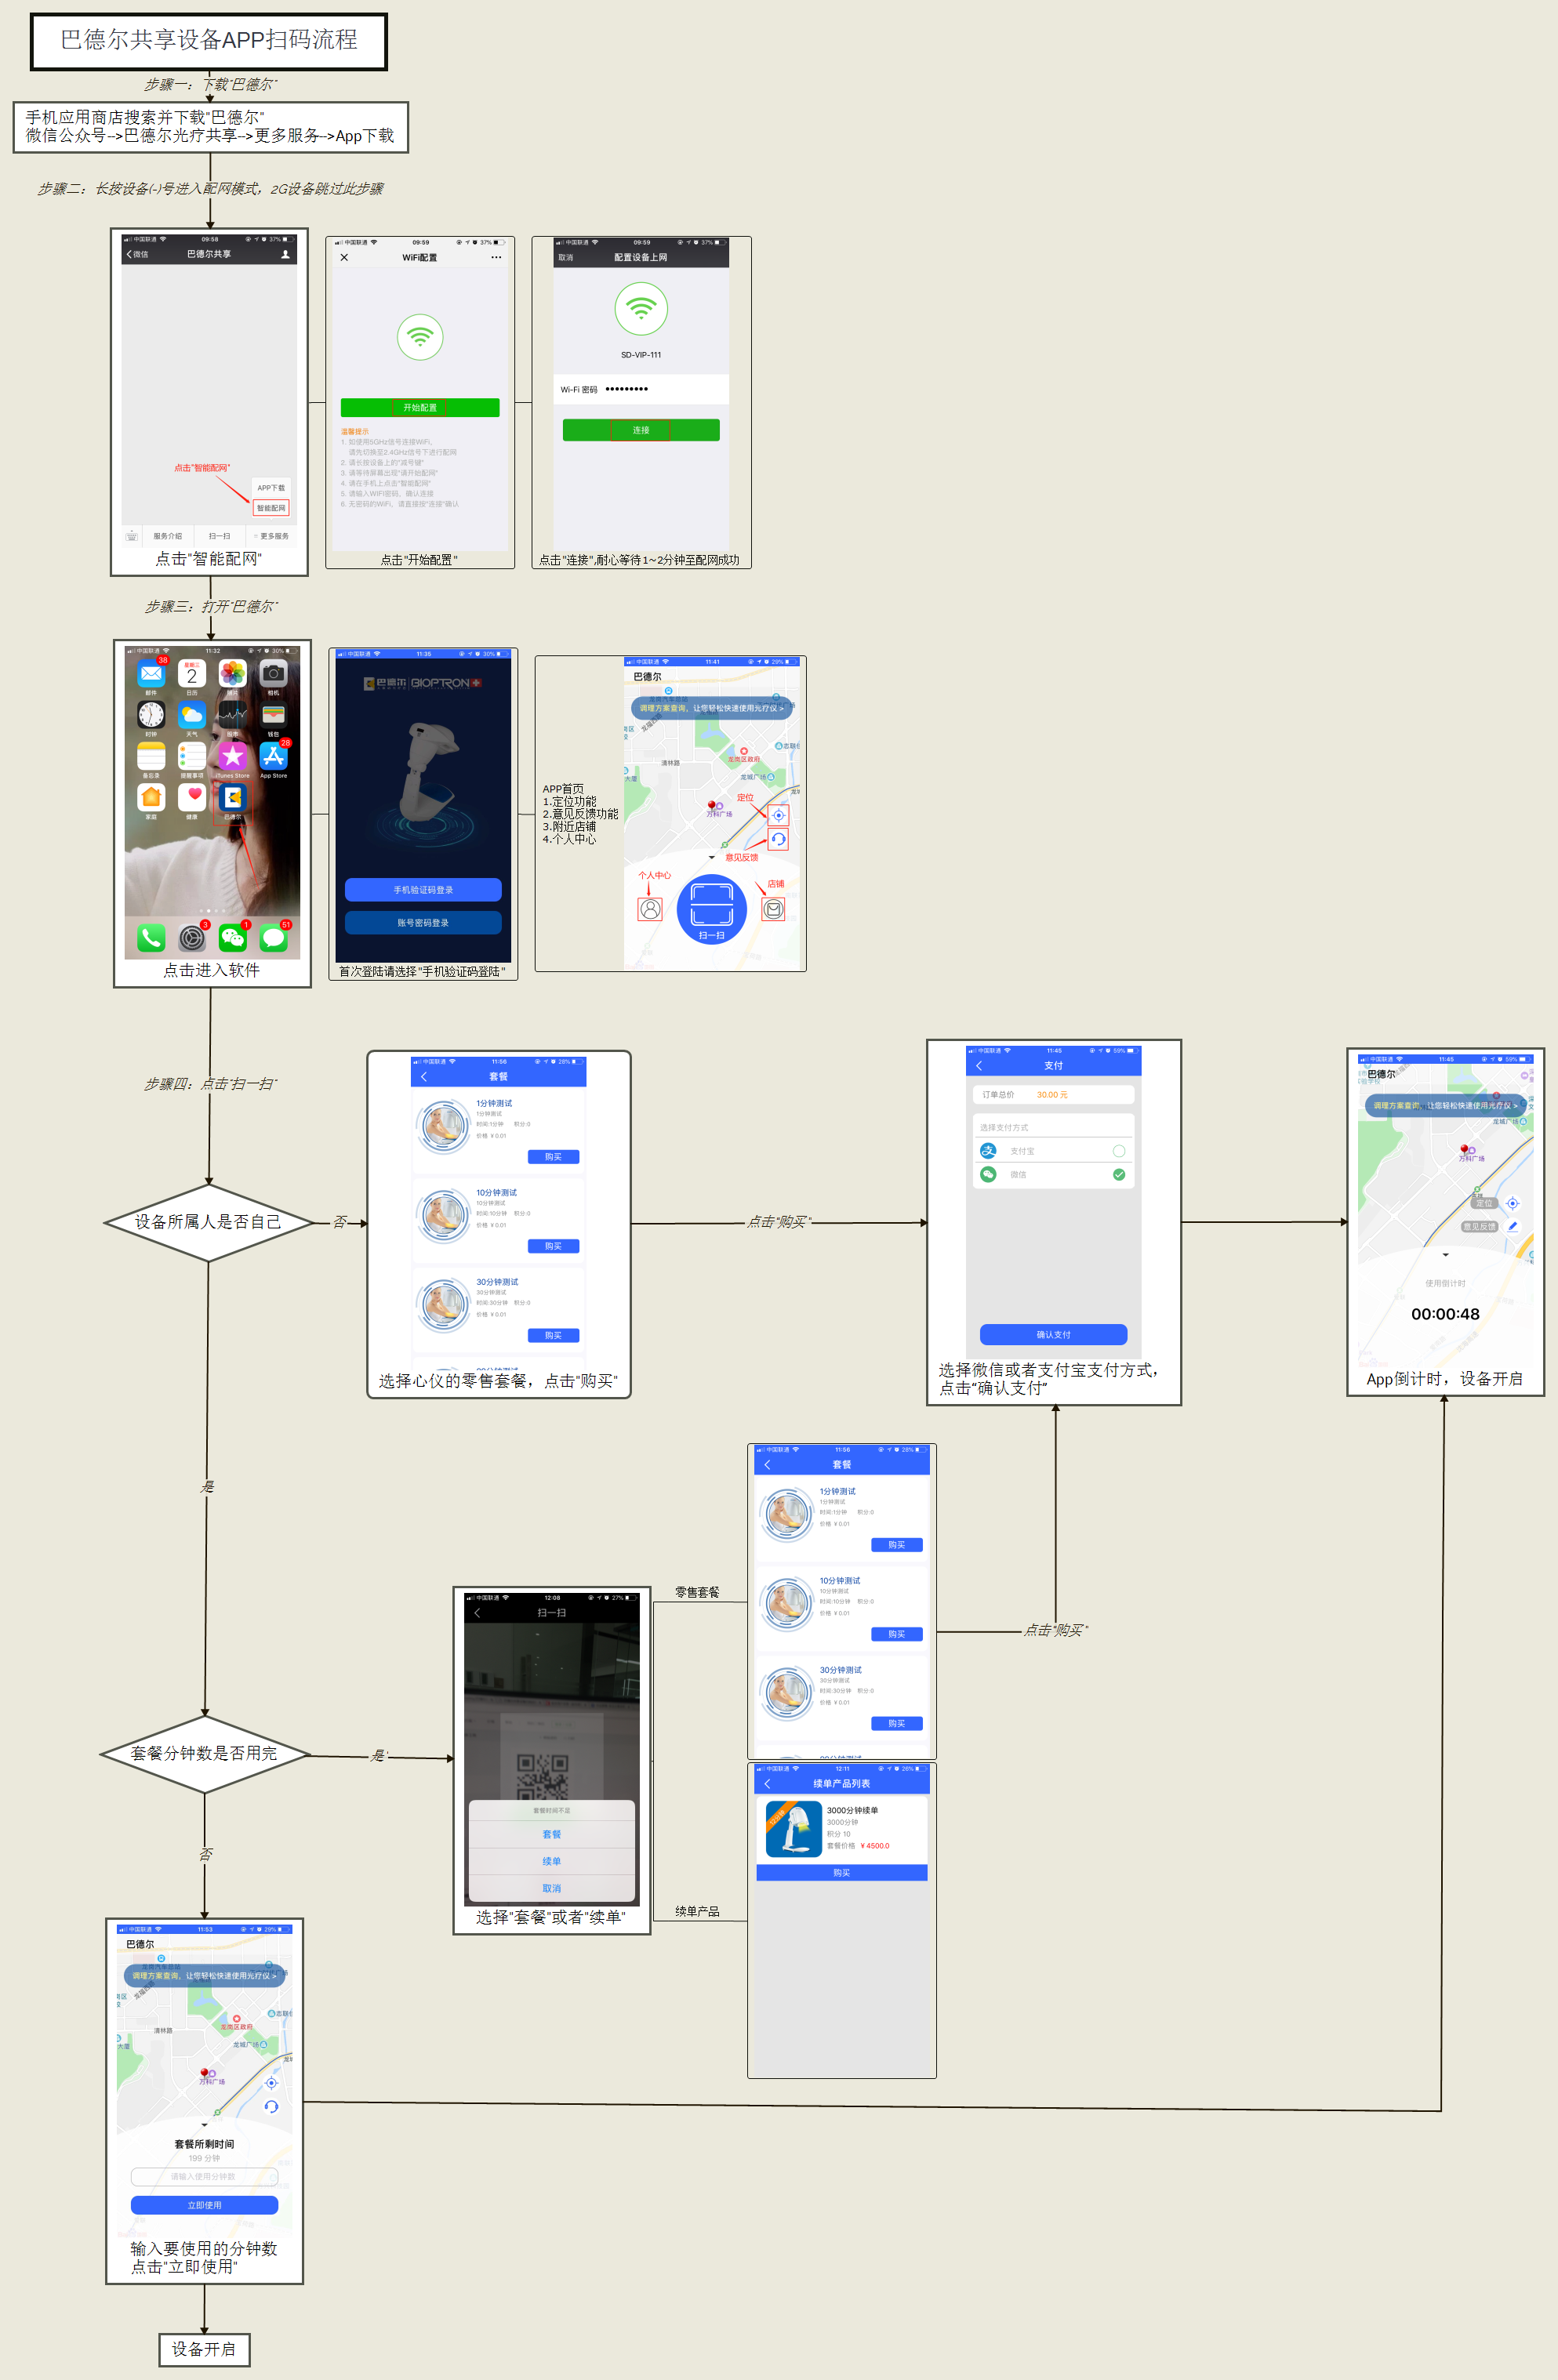 巴德尔共享设备APP扫码流程
步骤一：下载"巴德尔"
手机应用商店搜索并下载"巴德尔"
微信公众号-->巴德尔光疗共享-->更多服务-->App下载
步骤二：长按设备(-)号进入配网模式，2G设备跳过此步骤
中国联通 09:58 37%
微信 巴德尔共享
点击"智能配网"
APP下载
智能配网
服务介绍 扫一扫 更多服务
点击"智能配网"
中国联通 09:59 37%
WiFi配置
开始配置
温馨提示
1. 如使用5GHz信号连接WiFi，
请先切换至2.4GHz信号下进行配网
2. 请长按设备上的"减号键"
3. 请等待屏幕出现"请开始配网"
4. 请在手机上点击"智能配网"
5. 请输入WIFI密码，确认连接
6. 无密码的WiFi，请直接按"连接"确认
点击"开始配置"
中国联通 09:59 37%
取消 配置设备上网
SD-VIP-111
Wi-Fi 密码 •••••••••
连接
点击"连接",耐心等待1~2分钟至配网成功
步骤三：打开"巴德尔"
中国联通 11:32 30%
38
星期三
2
邮件 日历 照片 相机
时钟 天气 股市 钱包
28
备忘录 提醒事项 iTunes Store App Store
家庭 健康 巴德尔
3 1 51
点击进入软件
中国联通 11:35 30%
巴德尔 BIOPTRON
手机验证码登录
账号密码登录
首次登陆请选择"手机验证码登陆"
APP首页
1.定位功能
2.意见反馈功能
3.附近店铺
4.个人中心
中国联通 11:41 29%
巴德尔
调理方案查询，让您轻松快速使用光疗仪 >
龙岗区政府
清林路
龙城广场
万科广场
定位
意见反馈
个人中心
店铺
扫一扫
步骤四：点击"扫一扫"
设备所属人是否自己
否
中国联通 11:56 28%
套餐
1分钟测试
1分钟测试
时间:1分钟 积分:0
价格 ￥0.01
购买
10分钟测试
10分钟测试
时间:10分钟 积分:0
价格 ￥0.01
购买
30分钟测试
30分钟测试
时间:30分钟 积分:0
价格 ￥0.01
购买
选择心仪的零售套餐，点击"购买"
点击"购买"
中国联通 11:45 59%
支付
订单总价 30.00 元
选择支付方式
支付宝
微信
确认支付
选择微信或者支付宝支付方式，
点击"确认支付"
中国联通 11:45 59%
巴德尔
调理方案查询，让您轻松快速使用光疗仪 >
龙城广场
万科广场
定位
意见反馈
使用倒计时
00:00:48
App倒计时，设备开启
是
套餐分钟数是否用完
是
中国联通 12:08 27%
扫一扫
套餐时间不足
套餐
续单
取消
选择"套餐"或者"续单"
零售套餐
中国联通 11:56 28%
套餐
1分钟测试
1分钟测试
时间:1分钟 积分:0
价格 ￥0.01
购买
10分钟测试
10分钟测试
时间:10分钟 积分:0
价格 ￥0.01
购买
30分钟测试
30分钟测试
时间:30分钟 积分:0
价格 ￥0.01
购买
点击"购买"
续单产品
中国联通 12:11 26%
续单产品列表
3000分钟续单
3000分钟
积分 10
套餐价格 ￥4500.0
购买
否
中国联通 11:53 29%
巴德尔
调理方案查询，让您轻松快速使用光疗仪 >
龙岗区政府
清林路
龙城广场
万科广场
套餐所剩时间
199 分钟
请输入使用分钟数
立即使用
输入要使用的分钟数
点击"立即使用"
设备开启